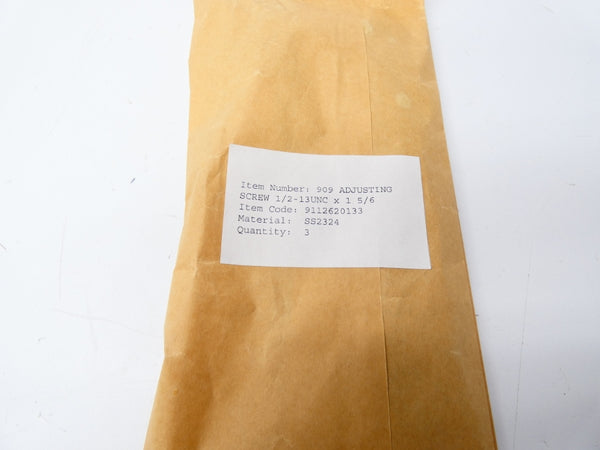 Item Number: 909 ADJUSTING
SCREW 1/2-13UNC x 1 5/6
Item Code: 9112620133
Material: SS2324
Quantity: 3